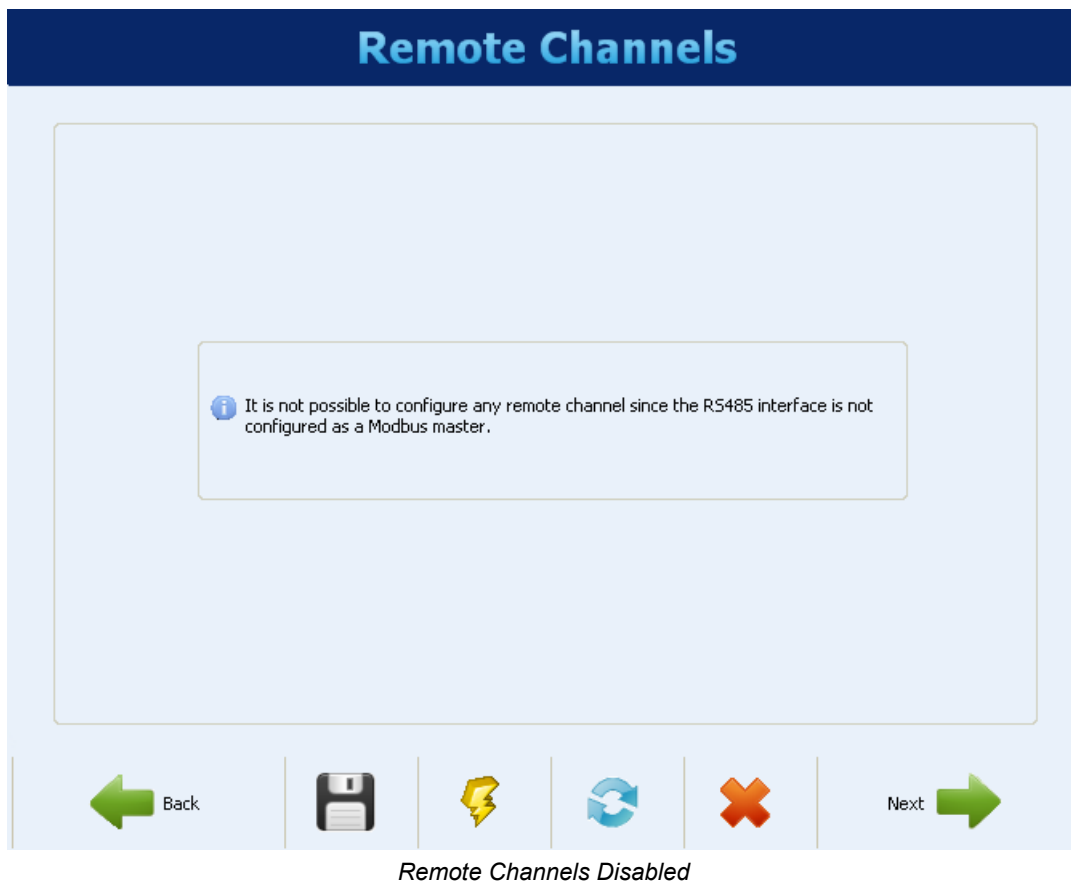 Remote Channels
It is not possible to configure any remote channel since the RS485 interface is not
configured as a Modbus master.
Back
Next
Remote Channels Disabled